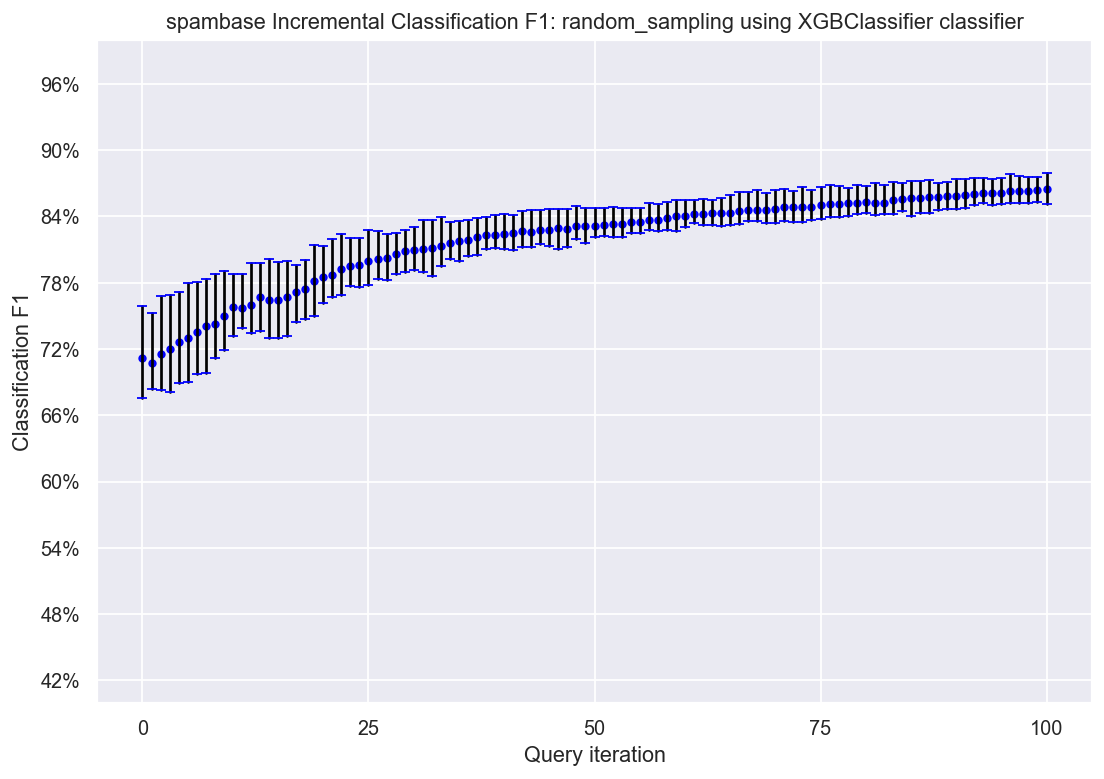 spambase Incremental Classification F1: random_sampling using XGBClassifier classifier
96%
90%
84%
78%
72%
66%
60%
54%
48%
42%
Classification F1
0 25 50 75 100
Query iteration